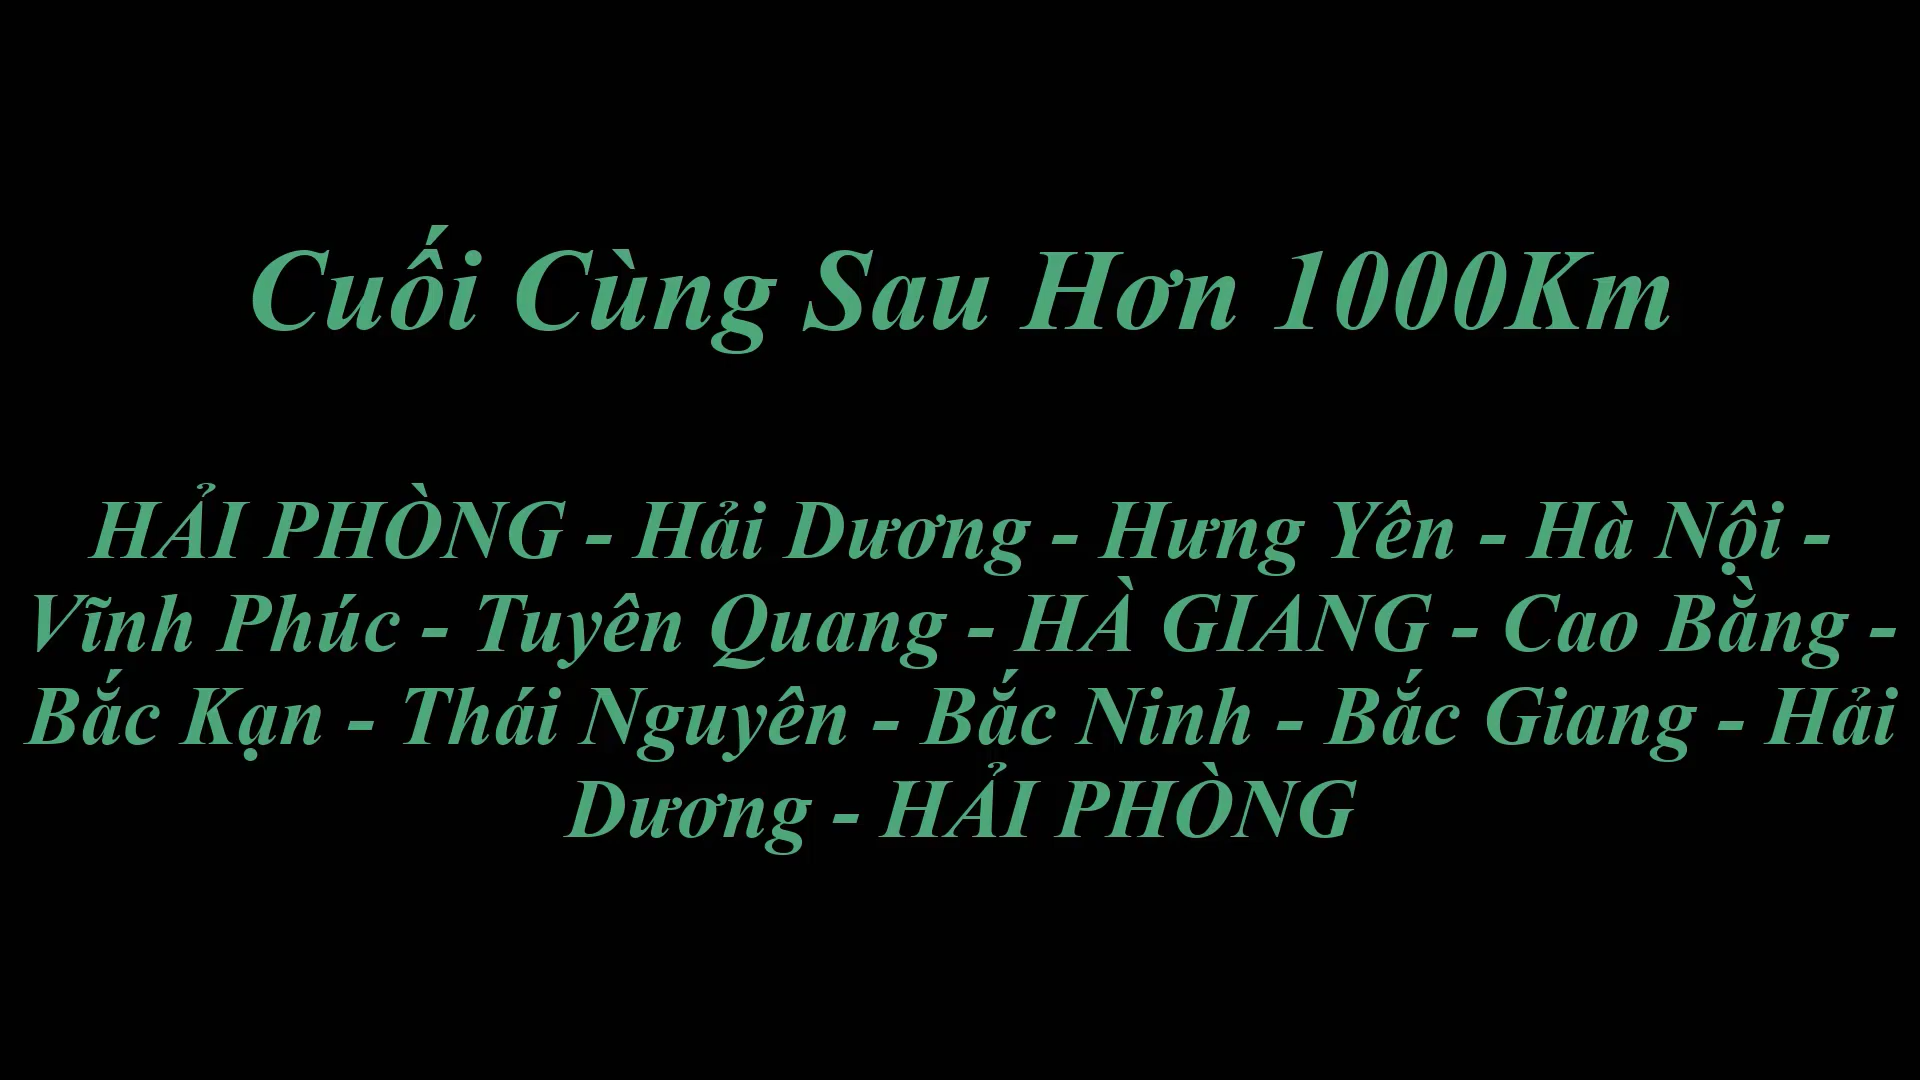 Cuối Cùng Sau Hơn 1000Km
HẢI PHÒNG - Hải Dương - Hưng Yên - Hà Nội -
Vĩnh Phúc - Tuyên Quang - HÀ GIANG - Cao Bằng -
Bắc Kạn - Thái Nguyên - Bắc Ninh - Bắc Giang - Hải
Dương - HẢI PHÒNG